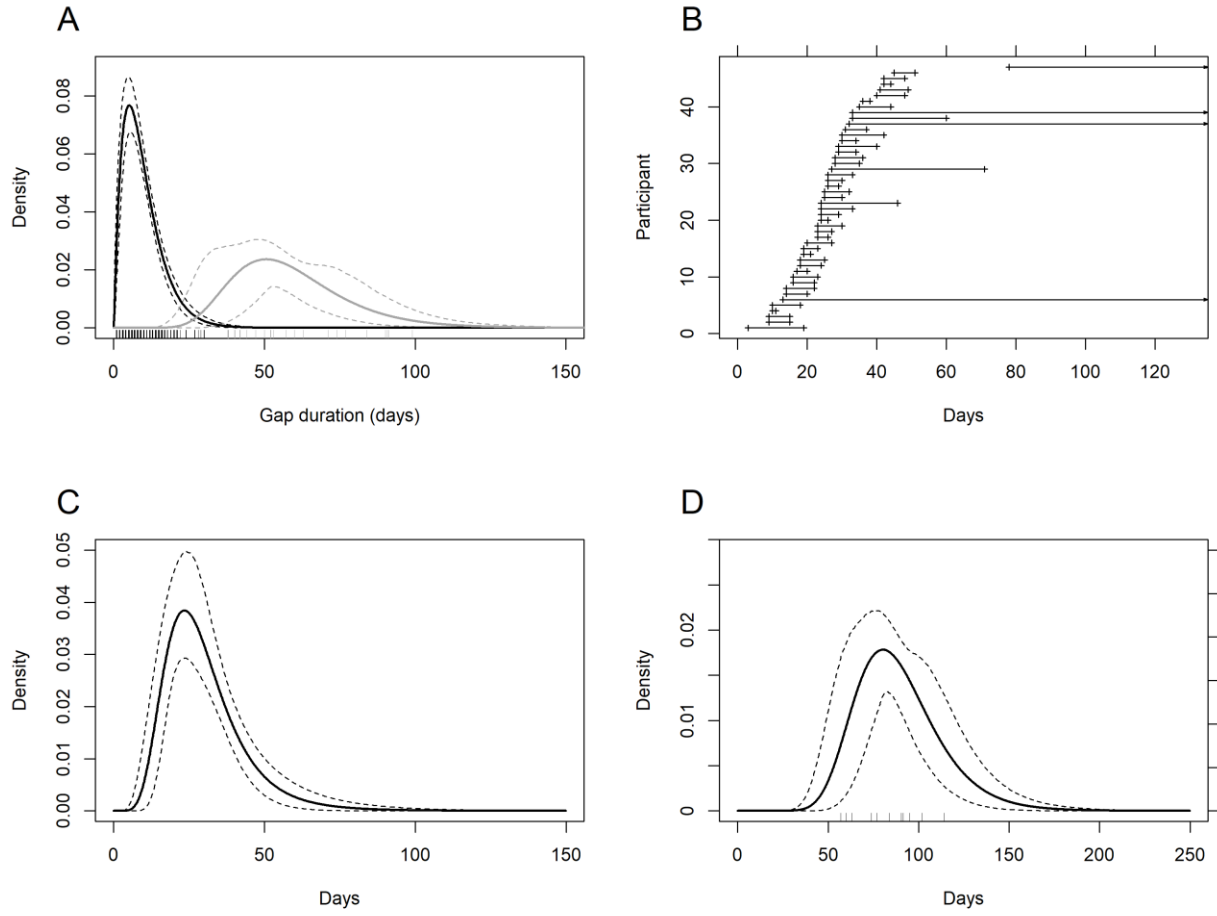 A
Density
0.00 0.02 0.04 0.06 0.08
0 50 100 150
Gap duration (days)
B
Participant
0 10 20 30 40
0 20 40 60 80 100 120
Days
C
Density
0.00 0.01 0.02 0.03 0.04 0.05
0 50 100 150
Days
D
Density
0 0.01 0.02
0 50 100 150 200 250
Days